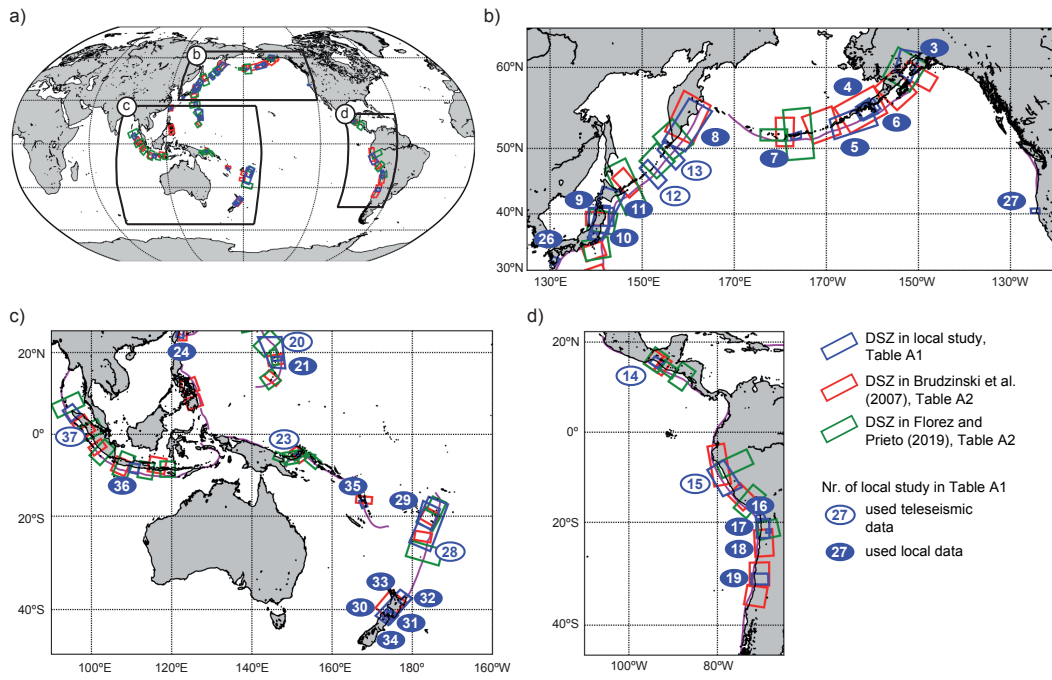 a)
b
c
d
b)
3
4
6
5
7
8
13
12
11
9
10
26
27
60ºN
50ºN
40ºN
30ºN
130ºE
150ºE
170ºE
170ºW
150ºW
130ºW
c)
20
21
24
37
36
23
35
29
28
33
32
30
31
34
20ºN
0º
20ºS
40ºS
100ºE
120ºE
140ºE
160ºE
180º
160ºW
d)
14
15
16
17
18
19
20ºN
0º
20ºS
40ºS
100ºW
80ºW
DSZ in local study,
Table A1
DSZ in Brudzinski et al.
(2007), Table A2
DSZ in Florez and
Prieto (2019), Table A2
Nr. of local study in Table A1
27 used teleseismic
data
27 used local data